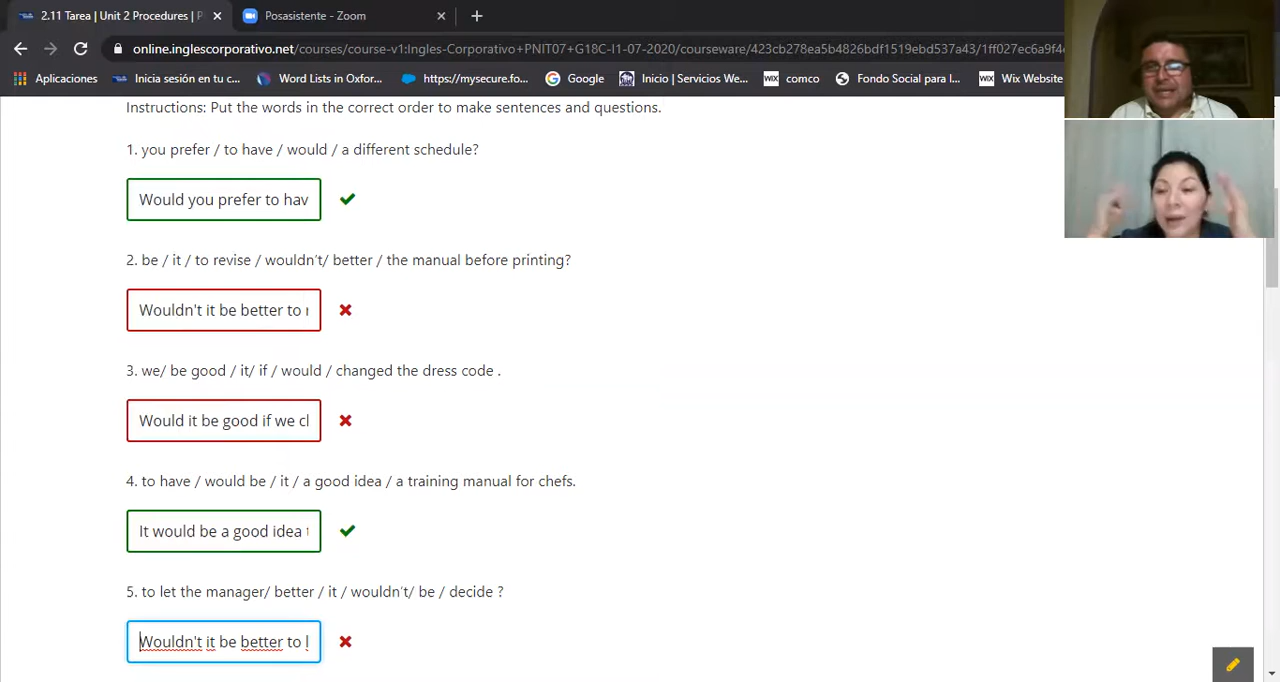 2.11 Tarea | Unit 2 Procedures | P
Posasistente - Zoom
online.inglescorporativo.net/courses/course-v1:Ingles-Corporativo+PNIT07+G18C-I1-07-2020/courseware/423cb278ea5b4826bdf1519ebd537a43/1ff027ec6a9f4
Aplicaciones
Inicia sesión en tu c...
Word Lists in Oxfor...
https://mysecure.fo...
Google
Inicio | Servicios We...
WIX comco
Fondo Social para l...
WIX Wix Website
Instructions: Put the words in the correct order to make sentences and questions.
1. you prefer / to have / would / a different schedule?
Would you prefer to hav
2. be / it / to revise / wouldn't/ better / the manual before printing?
Wouldn't it be better to r
3. we/ be good / it/ if / would / changed the dress code .
Would it be good if we cl
4. to have / would be / it / a good idea / a training manual for chefs.
It would be a good idea t
5. to let the manager/ better / it / wouldn't/ be / decide ?
Wouldn't it be better to l